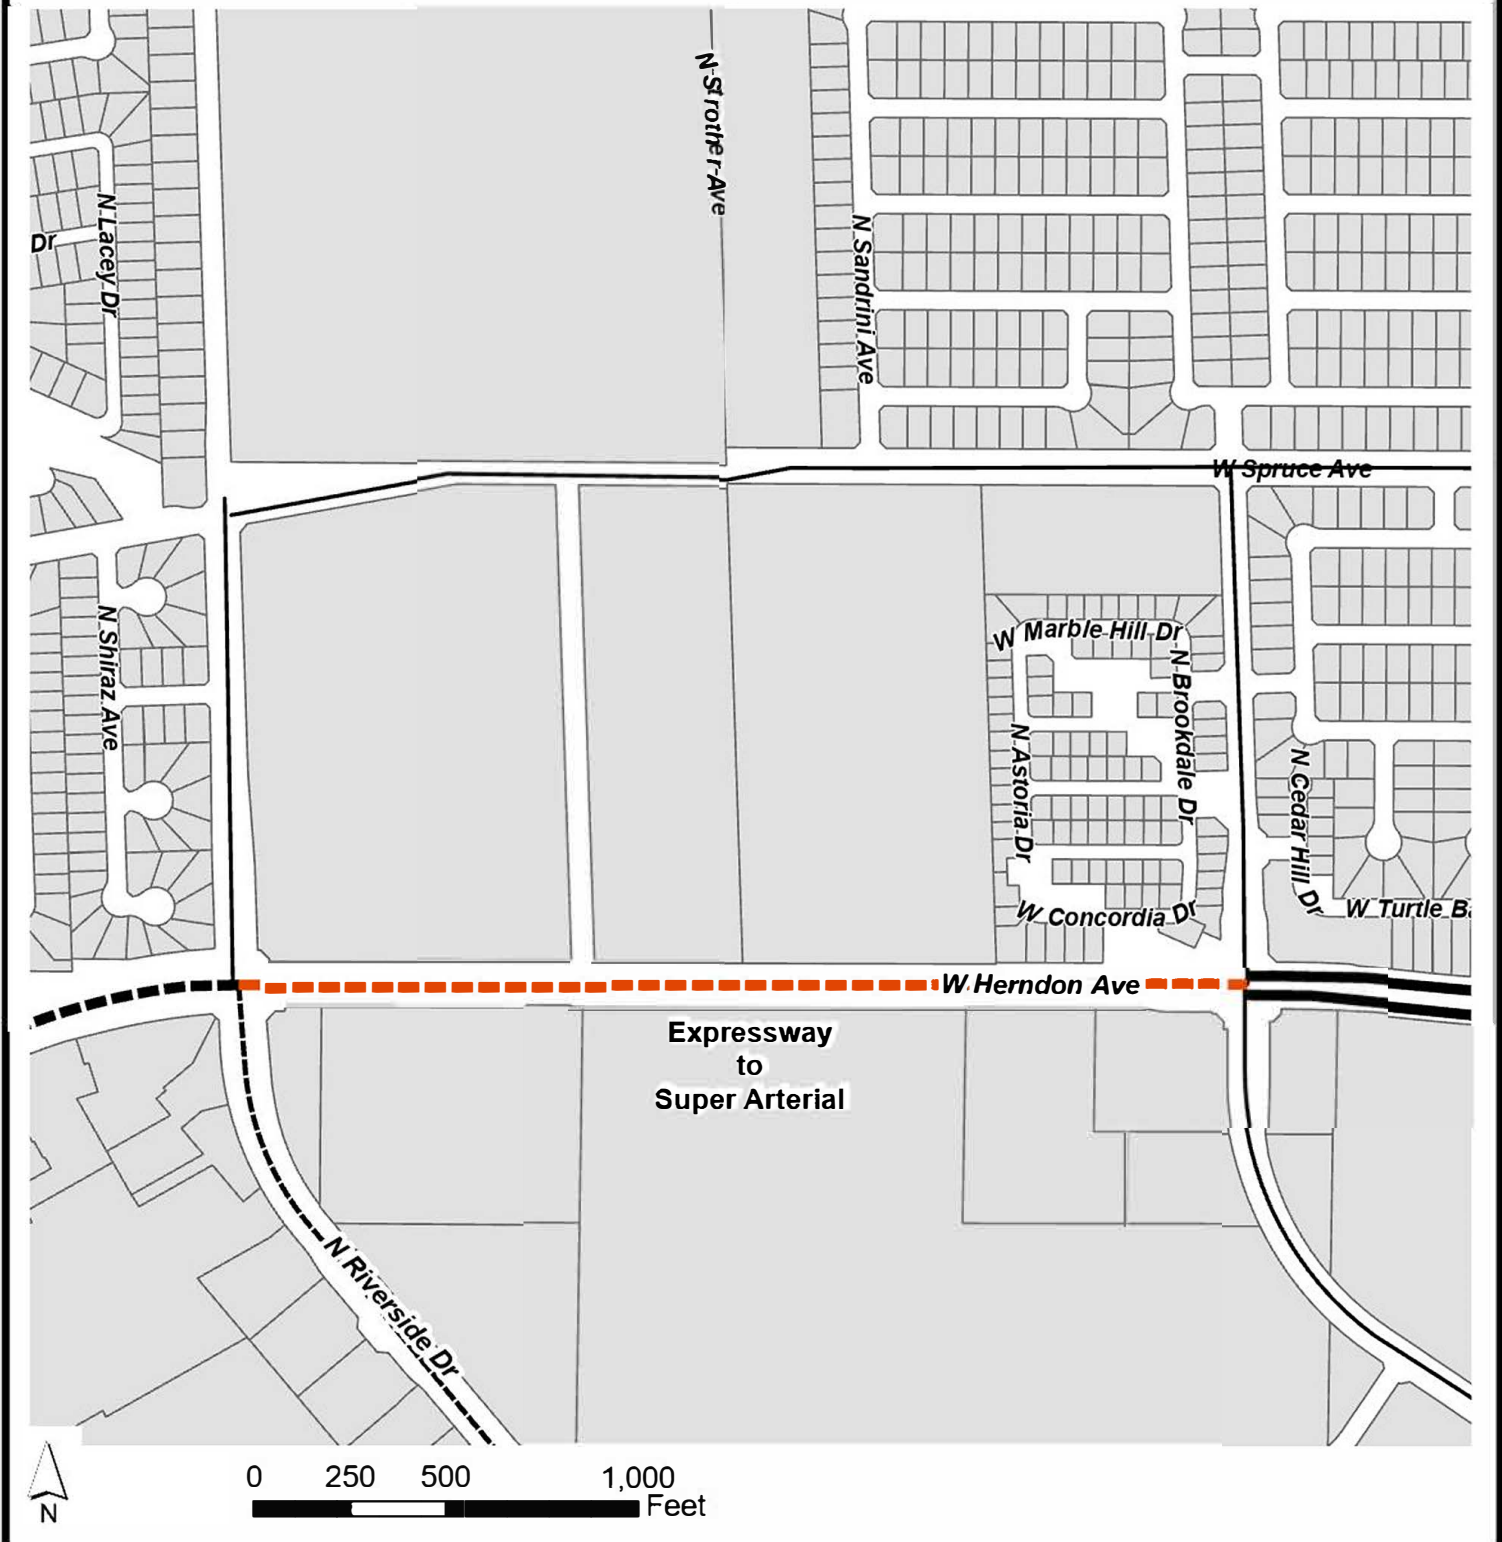 N Strother Ave
N Lacey Dr
Dr
N Sandrini Ave
W Spruce Ave
N Shiraz Ave
W Marble Hill Dr
N Brookdale Dr
N Astoria Dr
N Cedar Hill Dr
W Concordia Dr
W Turtle Ba
W Herndon Ave
Expressway
to
Super Arterial
N Riverside Dr
0 250 500 1,000
Feet
N